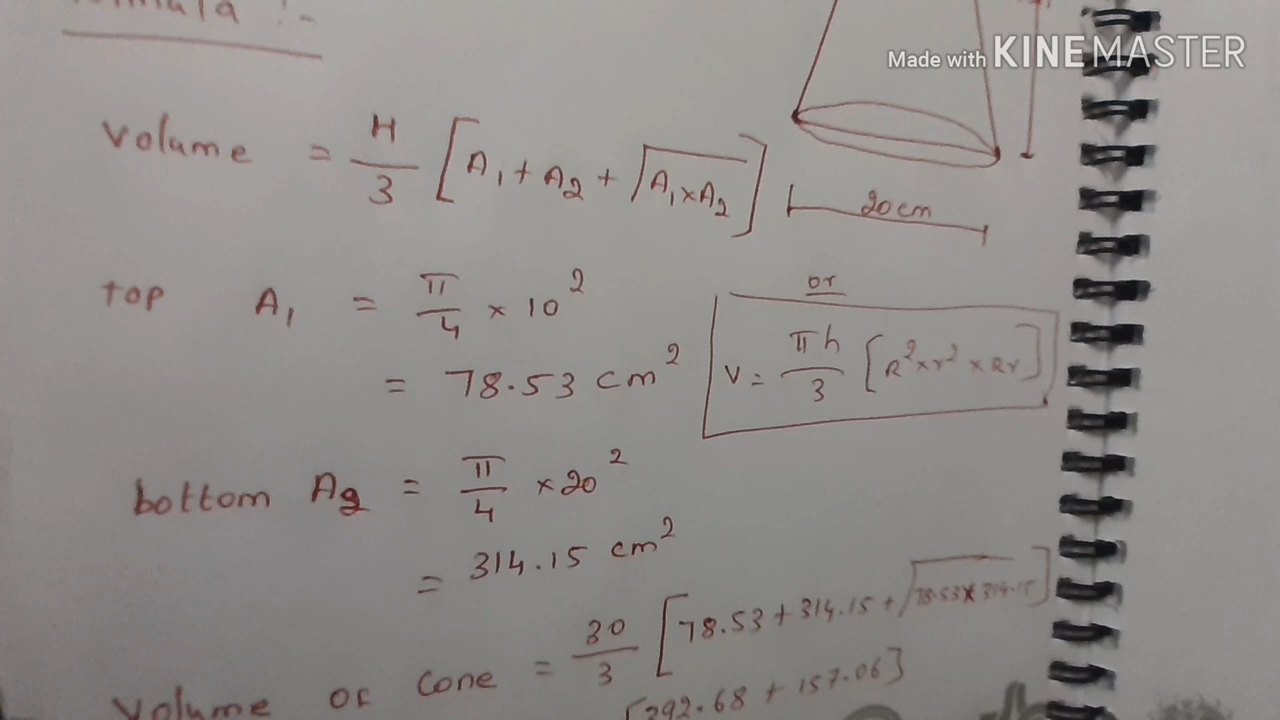 Made with KINEMASTER
volume = H/3 [A₁ + A₂ + √A₁×A₂]
20cm
top A₁ = π/4 × 10²
= 78.53 cm²
or
V = πh/3 [R²×r²×Rr]
bottom A₂ = π/4 × 20²
= 314.15 cm²
volume of cone = 30/3 [78.53 + 314.15 + √78.53×314.15]
[392.68 + 157.06]